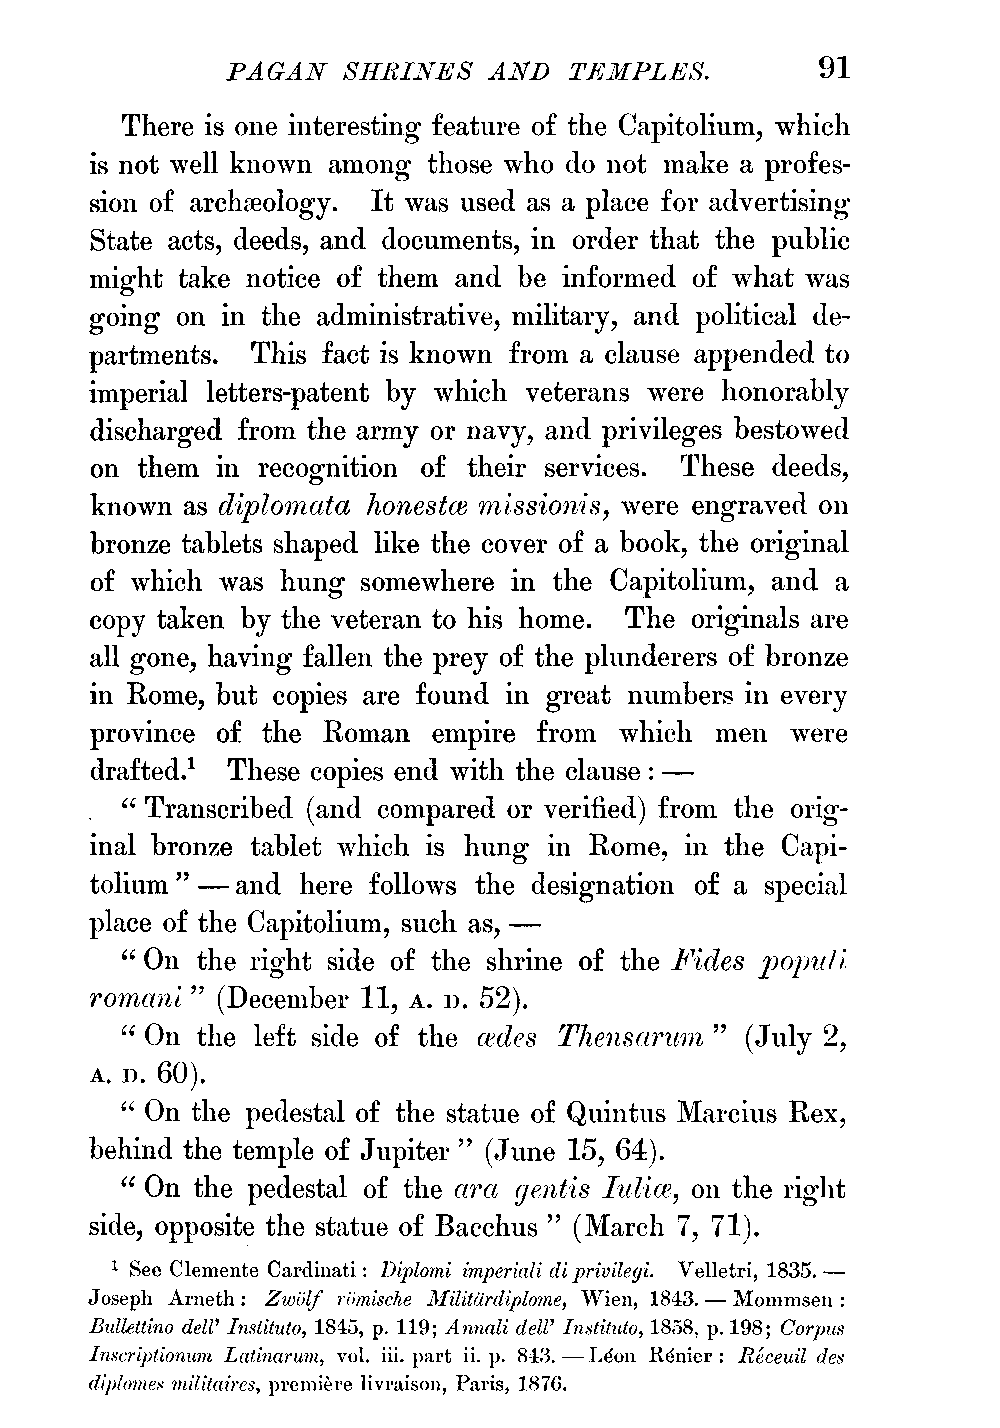 PAGAN SHRINES AND TEMPLES. 91
There is one interesting feature of the Capitolium, which
is not well known among those who do not make a profes-
sion of archæology. It was used as a place for advertising
State acts, deeds, and documents, in order that the public
might take notice of them and be informed of what was
going on in the administrative, military, and political de-
partments. This fact is known from a clause appended to
imperial letters-patent by which veterans were honorably
discharged from the army or navy, and privileges bestowed
on them in recognition of their services. These deeds,
known as diplomata honestæ missionis, were engraved on
bronze tablets shaped like the cover of a book, the original
of which was hung somewhere in the Capitolium, and a
copy taken by the veteran to his home. The originals are
all gone, having fallen the prey of the plunderers of bronze
in Rome, but copies are found in great numbers in every
province of the Roman empire from which men were
drafted.¹ These copies end with the clause : —
“ Transcribed (and compared or verified) from the orig-
inal bronze tablet which is hung in Rome, in the Capi-
tolium ” — and here follows the designation of a special
place of the Capitolium, such as, —
“ On the right side of the shrine of the Fides populi
romani ” (December 11, A. D. 52).
“ On the left side of the ædes Thensarum ” (July 2,
A. D. 60).
“ On the pedestal of the statue of Quintus Marcius Rex,
behind the temple of Jupiter ” (June 15, 64).
“ On the pedestal of the ara gentis Iuliæ, on the right
side, opposite the statue of Bacchus ” (March 7, 71).
¹ See Clemente Cardinati : Diplomi imperiali di privilegi. Velletri, 1835. —
Joseph Arneth : Zwölf römische Militärdiplome, Wien, 1843. — Mommsen :
Bullettino dell’ Instituto, 1845, p. 119; Annali dell’ Instituto, 1858, p. 198; Corpus
Inscriptionum Latinarum, vol. iii. part ii. p. 843. — Léon Rénier : Réceuil des
diplomes militaires, première livraison, Paris, 1876.